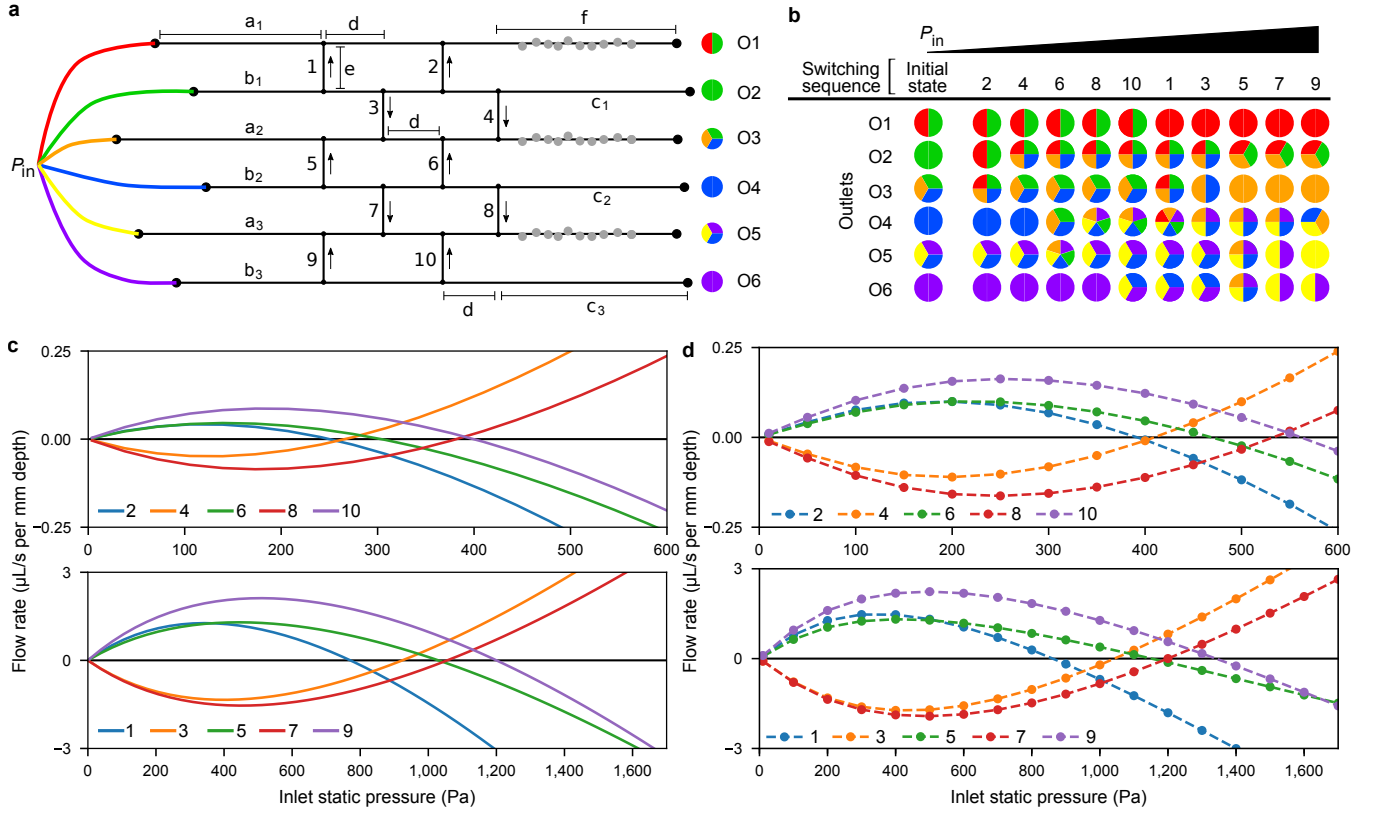 a
a1
d
f
1
e
2
O1
b1
3
4
c1
O2
a2
d
O3
Pin
5
6
b2
c2
O4
7
8
a3
O5
9
10
b3
d
c3
O6
b
Pin
Switching sequence
Initial state
2 4 6 8 10 1 3 5 7 9
Outlets
O1
O2
O3
O4
O5
O6
c
Flow rate (μL/s per mm depth)
0.25
0.00
−0.25
2 4 6 8 10
0 100 200 300 400 500 600
3
0
−3
1 3 5 7 9
0 200 400 600 800 1,000 1,200 1,400 1,600
Inlet static pressure (Pa)
d
Flow rate (μL/s per mm depth)
0.25
0.00
−0.25
2 4 6 8 10
0 100 200 300 400 500 600
3
0
−3
1 3 5 7 9
0 200 400 600 800 1,000 1,200 1,400 1,600
Inlet static pressure (Pa)